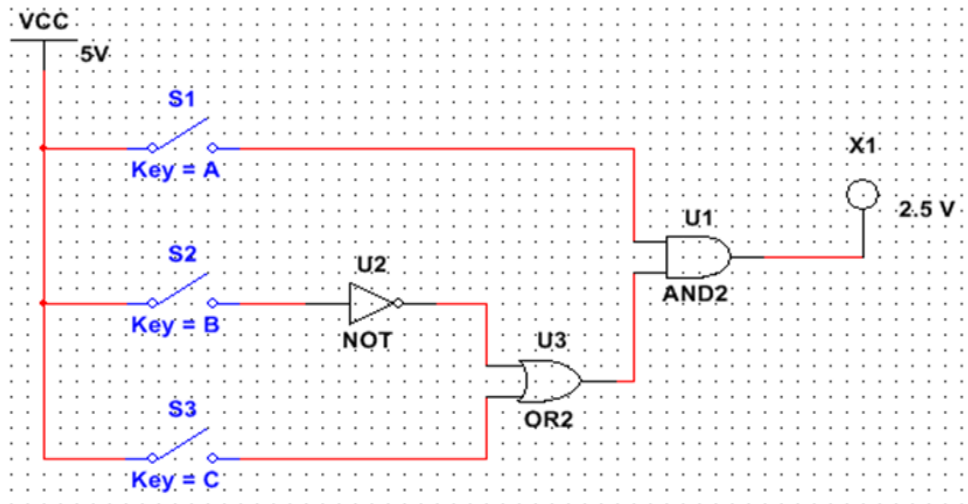 VCC
5V
S1
Key = A
X1
2.5 V
U1
AND2
S2
Key = B
U2
NOT
U3
OR2
S3
Key = C